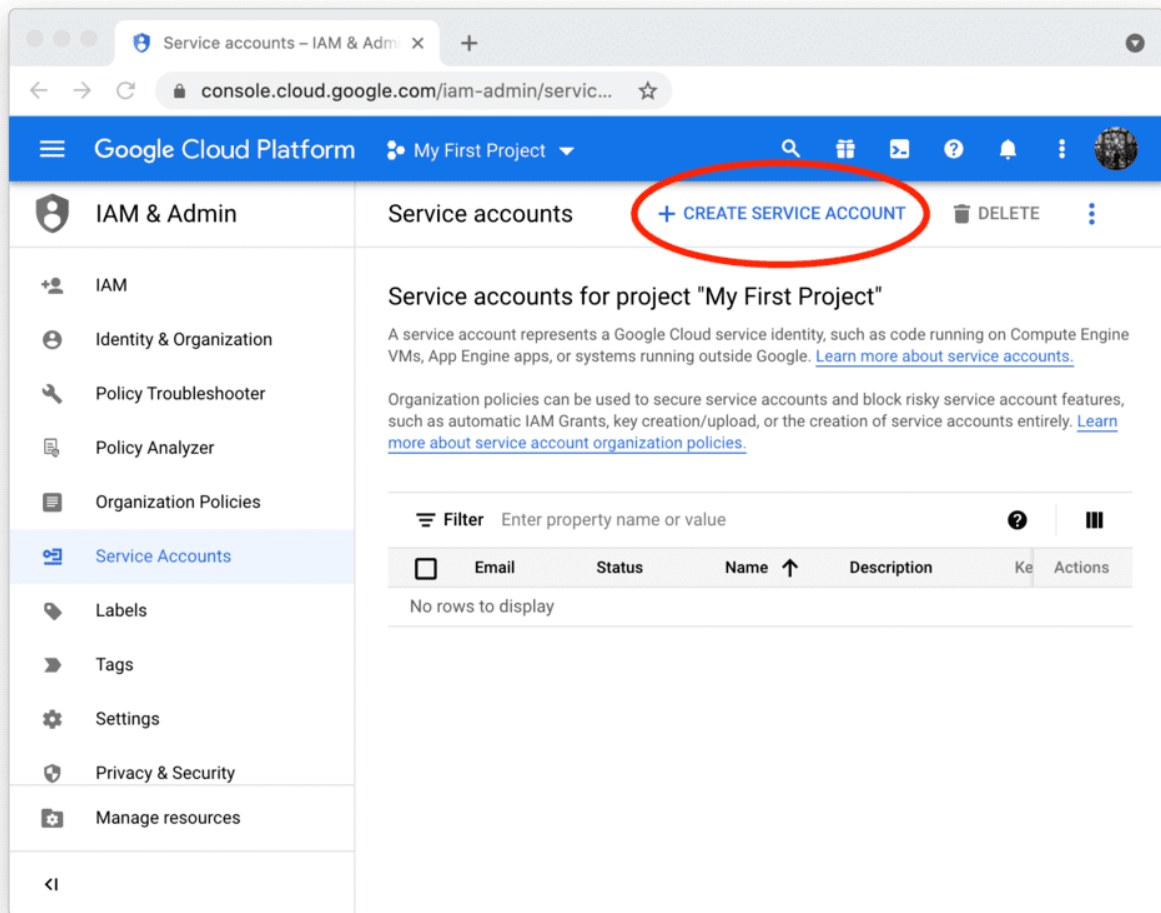 Service accounts – IAM & Admi
console.cloud.google.com/iam-admin/servic...
Google Cloud Platform
My First Project
IAM & Admin
Service accounts
+ CREATE SERVICE ACCOUNT
DELETE
IAM
Identity & Organization
Policy Troubleshooter
Policy Analyzer
Organization Policies
Service Accounts
Labels
Tags
Settings
Privacy & Security
Manage resources
Service accounts for project "My First Project"
A service account represents a Google Cloud service identity, such as code running on Compute Engine
VMs, App Engine apps, or systems running outside Google. Learn more about service accounts.
Organization policies can be used to secure service accounts and block risky service account features,
such as automatic IAM Grants, key creation/upload, or the creation of service accounts entirely. Learn
more about service account organization policies.
Filter Enter property name or value
Email Status Name Description Ke Actions
No rows to display